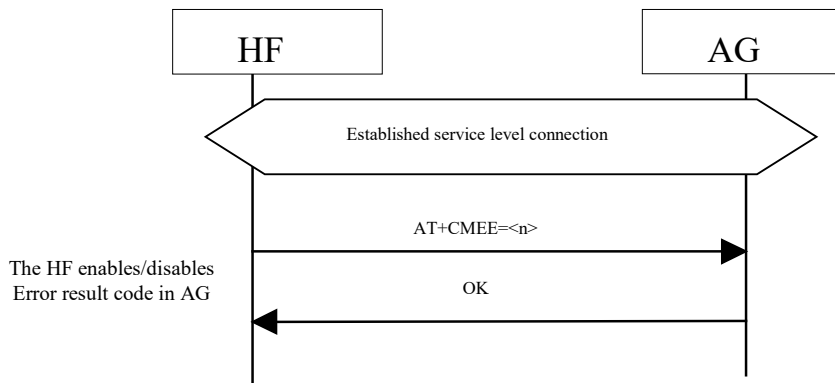 HF
AG
Established service level connection
AT+CMEE=<n>
The HF enables/disables
Error result code in AG
OK